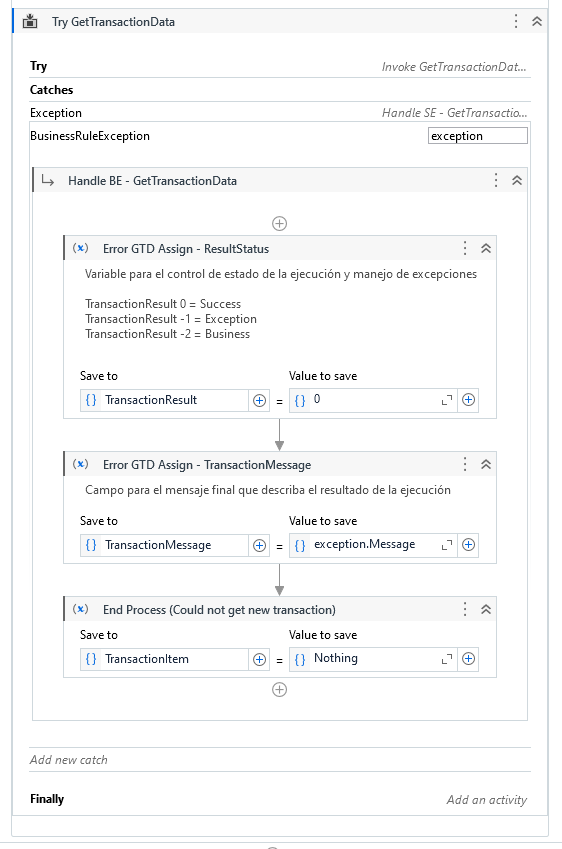 Try GetTransactionData
Try Invoke GetTransactionDat...
Catches
Exception Handle SE - GetTransactio...
BusinessRuleException exception
Handle BE - GetTransactionData
(x) Error GTD Assign - ResultStatus
Variable para el control de estado de la ejecución y manejo de excepciones
TransactionResult 0 = Success
TransactionResult -1 = Exception
TransactionResult -2 = Business
Save to Value to save
{} TransactionResult = {} 0
(x) Error GTD Assign - TransactionMessage
Campo para el mensaje final que describa el resultado de la ejecución
Save to Value to save
{} TransactionMessage = {} exception.Message
(x) End Process (Could not get new transaction)
Save to Value to save
{} TransactionItem = {} Nothing
Add new catch
Finally Add an activity